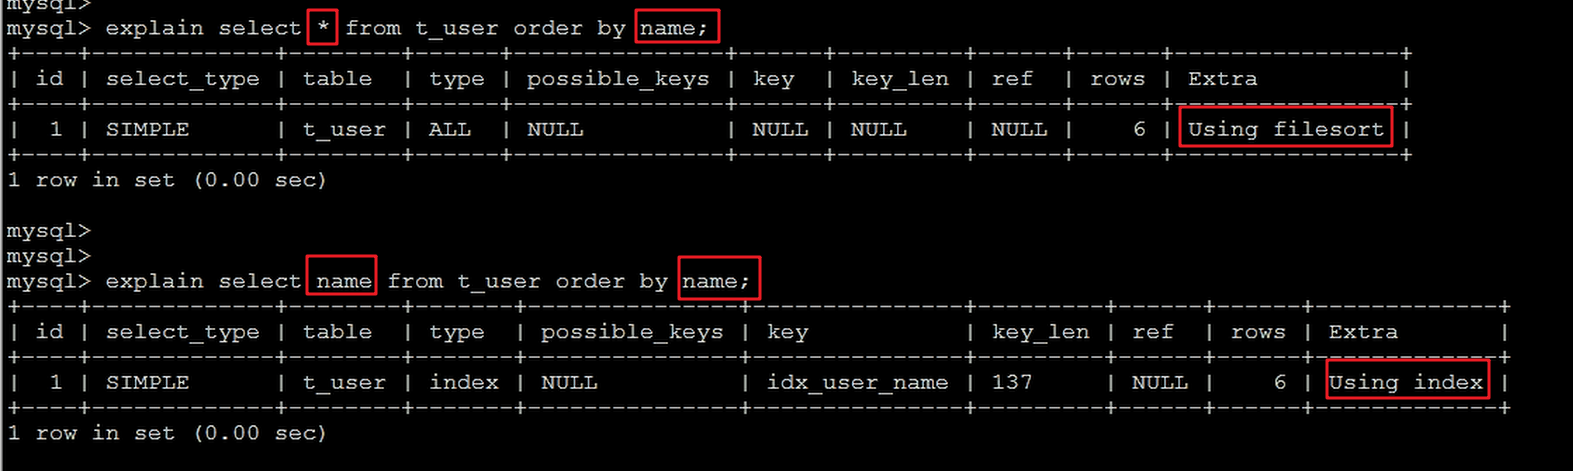 mysql>
mysql> explain select * from t_user order by name;
+----+-------------+--------+------+---------------+------+---------+------+------+----------------+
| id | select_type | table  | type | possible_keys | key  | key_len | ref  | rows | Extra          |
+----+-------------+--------+------+---------------+------+---------+------+------+----------------+
|  1 | SIMPLE      | t_user | ALL  | NULL          | NULL | NULL    | NULL |    6 | Using filesort |
+----+-------------+--------+------+---------------+------+---------+------+------+----------------+
1 row in set (0.00 sec)

mysql>
mysql>
mysql> explain select name from t_user order by name;
+----+-------------+--------+-------+---------------+---------------+---------+------+------+-------------+
| id | select_type | table  | type  | possible_keys | key           | key_len | ref  | rows | Extra       |
+----+-------------+--------+-------+---------------+---------------+---------+------+------+-------------+
|  1 | SIMPLE      | t_user | index | NULL          | idx_user_name | 137     | NULL |    6 | Using index |
+----+-------------+--------+-------+---------------+---------------+---------+------+------+-------------+
1 row in set (0.00 sec)